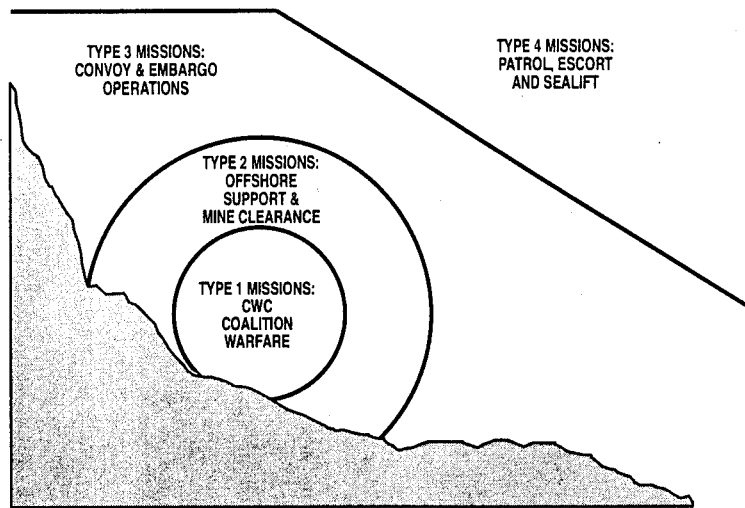 TYPE 3 MISSIONS:
CONVOY & EMBARGO
OPERATIONS
TYPE 4 MISSIONS:
PATROL, ESCORT
AND SEALIFT
TYPE 2 MISSIONS:
OFFSHORE
SUPPORT &
MINE CLEARANCE
TYPE 1 MISSIONS:
CWC
COALITION
WARFARE